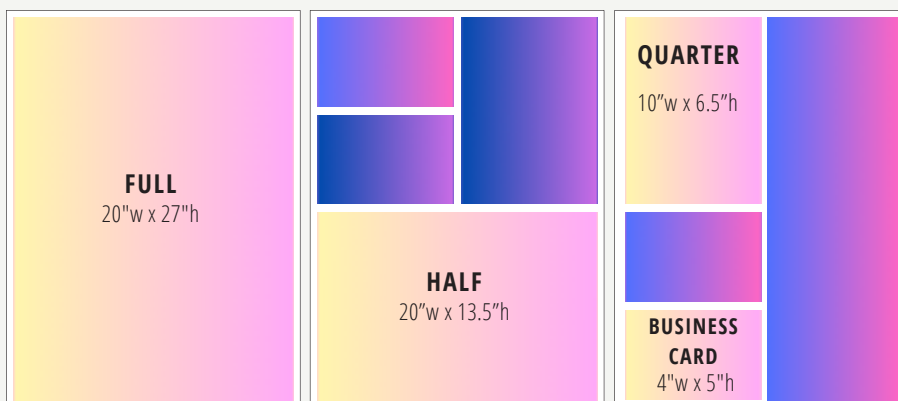 FULL
20"w x 27"h
HALF
20”w x 13.5”h
QUARTER
10”w x 6.5”h
BUSINESS
CARD
4"w x 5"h